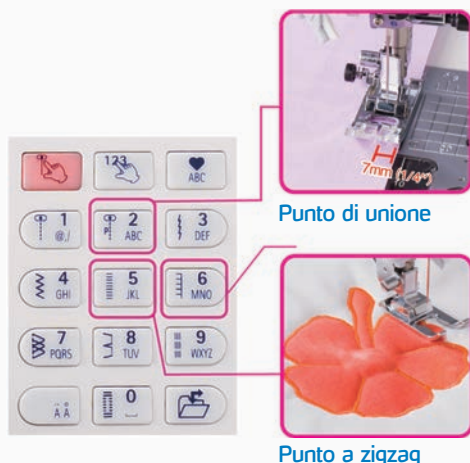 123
ABC
1
@./
2
P
ABC
3
DEF
4
GHI
5
JKL
6
MNO
7
PQRS
8
TUV
9
WXYZ
Ä Å
0
7mm (1/4")
Punto di unione
Punto a zigzag